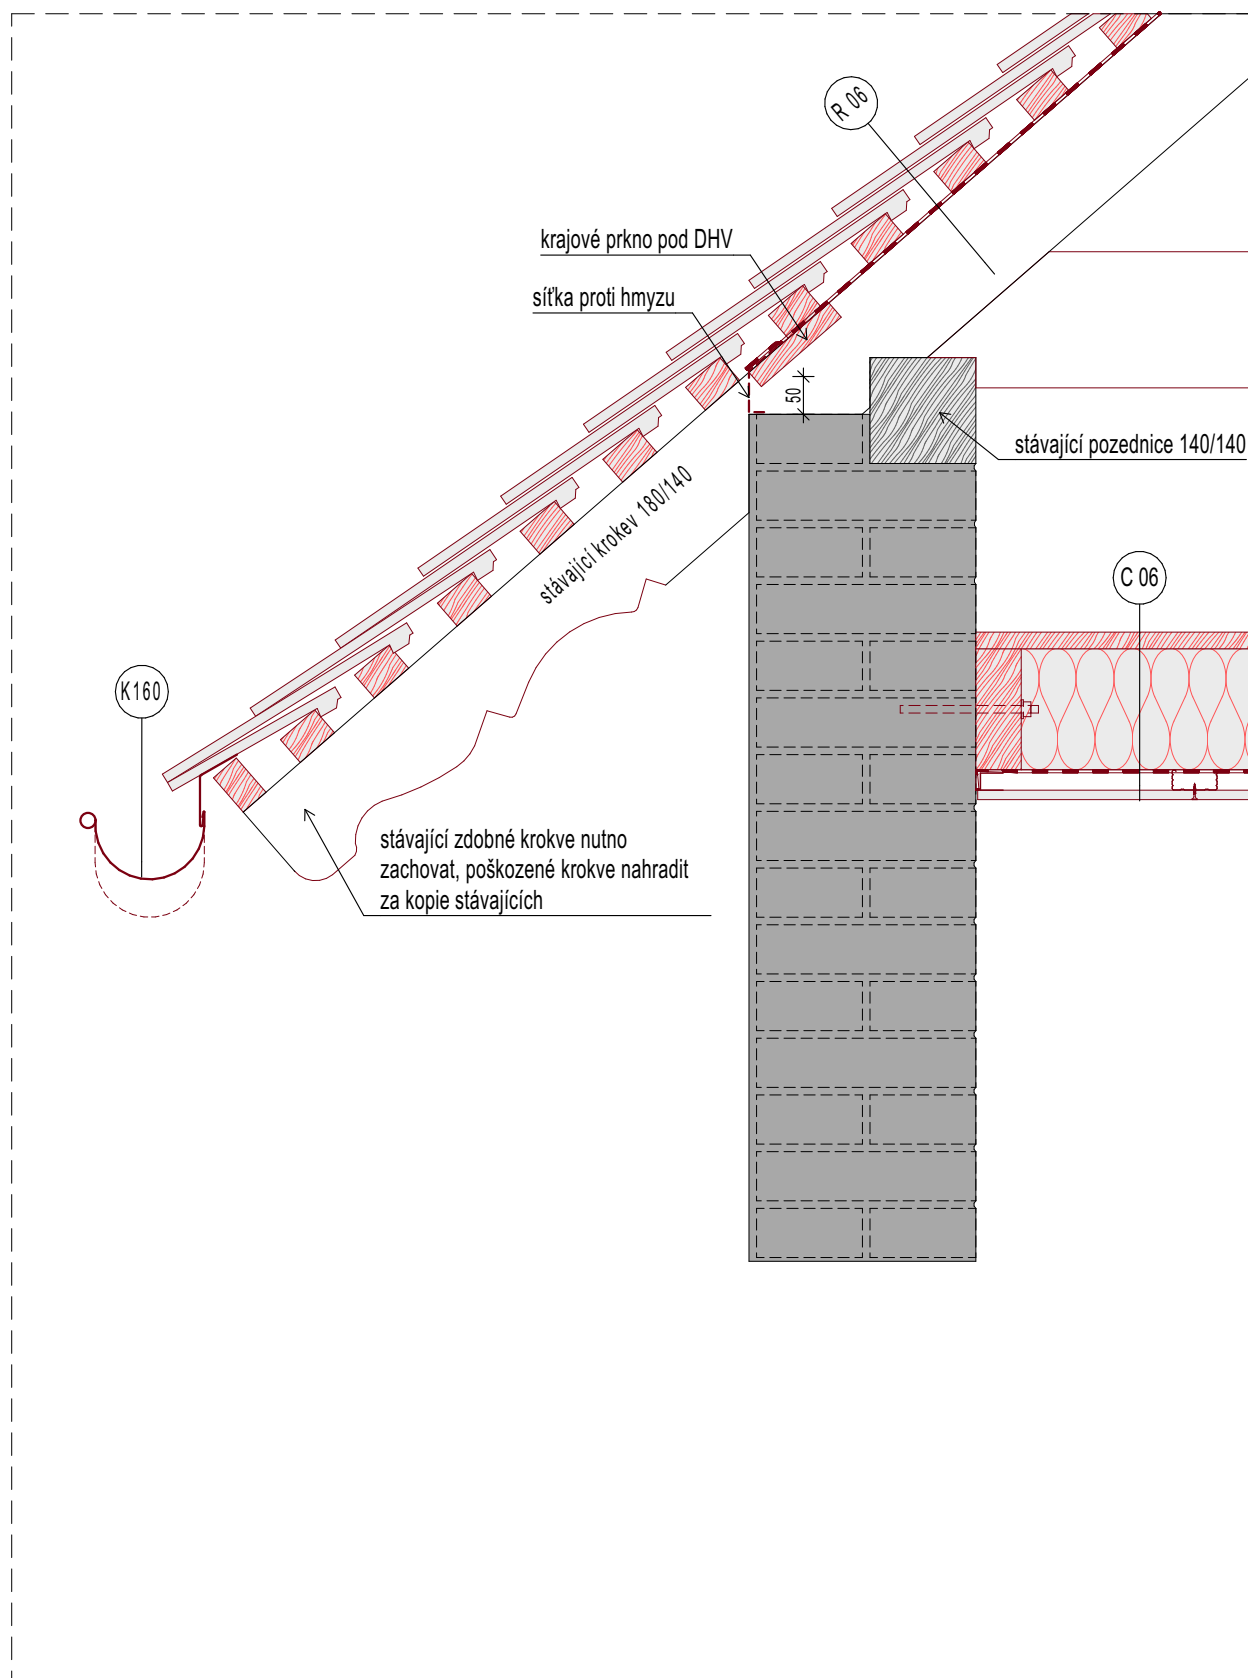 R 06
krajové prkno pod DHV
síťka proti hmyzu
50
stávající pozednice 140/140
stávající krokev 180/140
C 06
K160
stávající zdobné krokve nutno
zachovat, poškozené krokve nahradit
za kopie stávajících